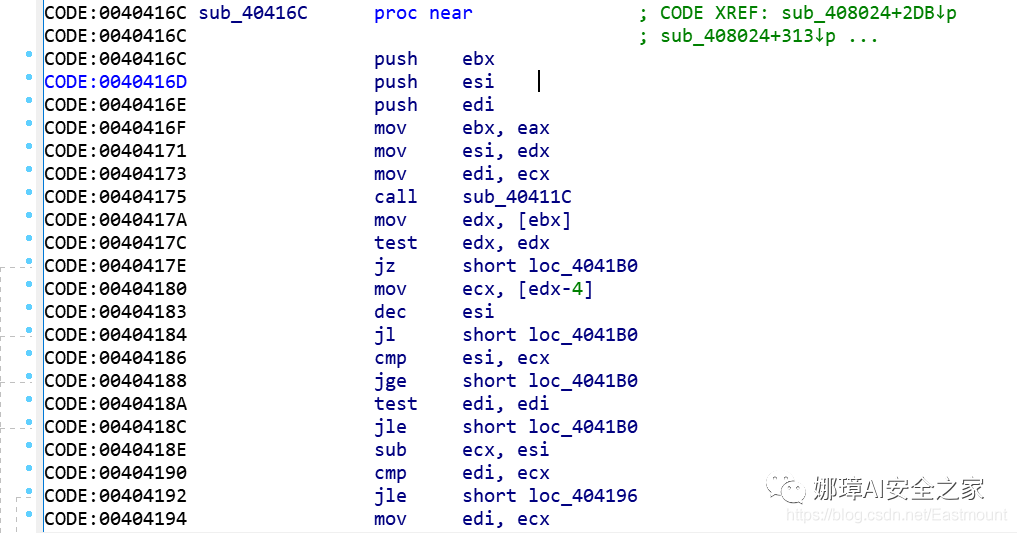 CODE:0040416C sub_40416C proc near ; CODE XREF: sub_408024+2DB↓p
CODE:0040416C ; sub_408024+313↓p ...
CODE:0040416C push ebx
CODE:0040416D push esi
CODE:0040416E push edi
CODE:0040416F mov ebx, eax
CODE:00404171 mov esi, edx
CODE:00404173 mov edi, ecx
CODE:00404175 call sub_40411C
CODE:0040417A mov edx, [ebx]
CODE:0040417C test edx, edx
CODE:0040417E jz short loc_4041B0
CODE:00404180 mov ecx, [edx-4]
CODE:00404183 dec esi
CODE:00404184 jl short loc_4041B0
CODE:00404186 cmp esi, ecx
CODE:00404188 jge short loc_4041B0
CODE:0040418A test edi, edi
CODE:0040418C jle short loc_4041B0
CODE:0040418E sub ecx, esi
CODE:00404190 cmp edi, ecx
CODE:00404192 jle short loc_404196
CODE:00404194 mov edi, ecx
娜璋AI安全之家
https://blog.csdn.net/Eastmount